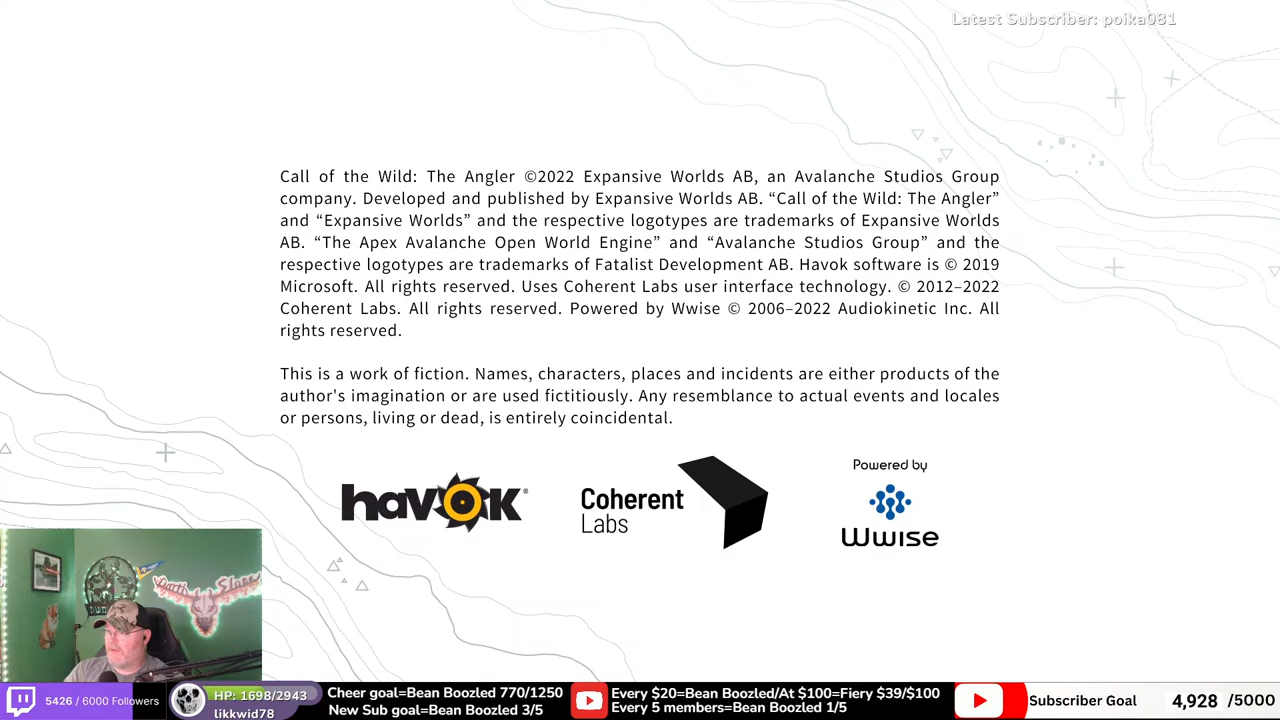 Latest Subscriber: poika081
Call of the Wild: The Angler ©2022 Expansive Worlds AB, an Avalanche Studios Group
company. Developed and published by Expansive Worlds AB. “Call of the Wild: The Angler”
and “Expansive Worlds” and the respective logotypes are trademarks of Expansive Worlds
AB. “The Apex Avalanche Open World Engine” and “Avalanche Studios Group” and the
respective logotypes are trademarks of Fatalist Development AB. Havok software is © 2019
Microsoft. All rights reserved. Uses Coherent Labs user interface technology. © 2012–2022
Coherent Labs. All rights reserved. Powered by Wwise © 2006–2022 Audiokinetic Inc. All
rights reserved.
This is a work of fiction. Names, characters, places and incidents are either products of the
author's imagination or are used fictitiously. Any resemblance to actual events and locales
or persons, living or dead, is entirely coincidental.
havok®
Coherent
Labs
Powered by
wwise
5426 / 6000 Followers
HP: 1698/2943
likkwid78
Cheer goal=Bean Boozled 770/1250
New Sub goal=Bean Boozled 3/5
Every $20=Bean Boozled/At $100=Fiery $39/$100
Every 5 members=Bean Boozled 1/5
Subscriber Goal
4,928 /5000